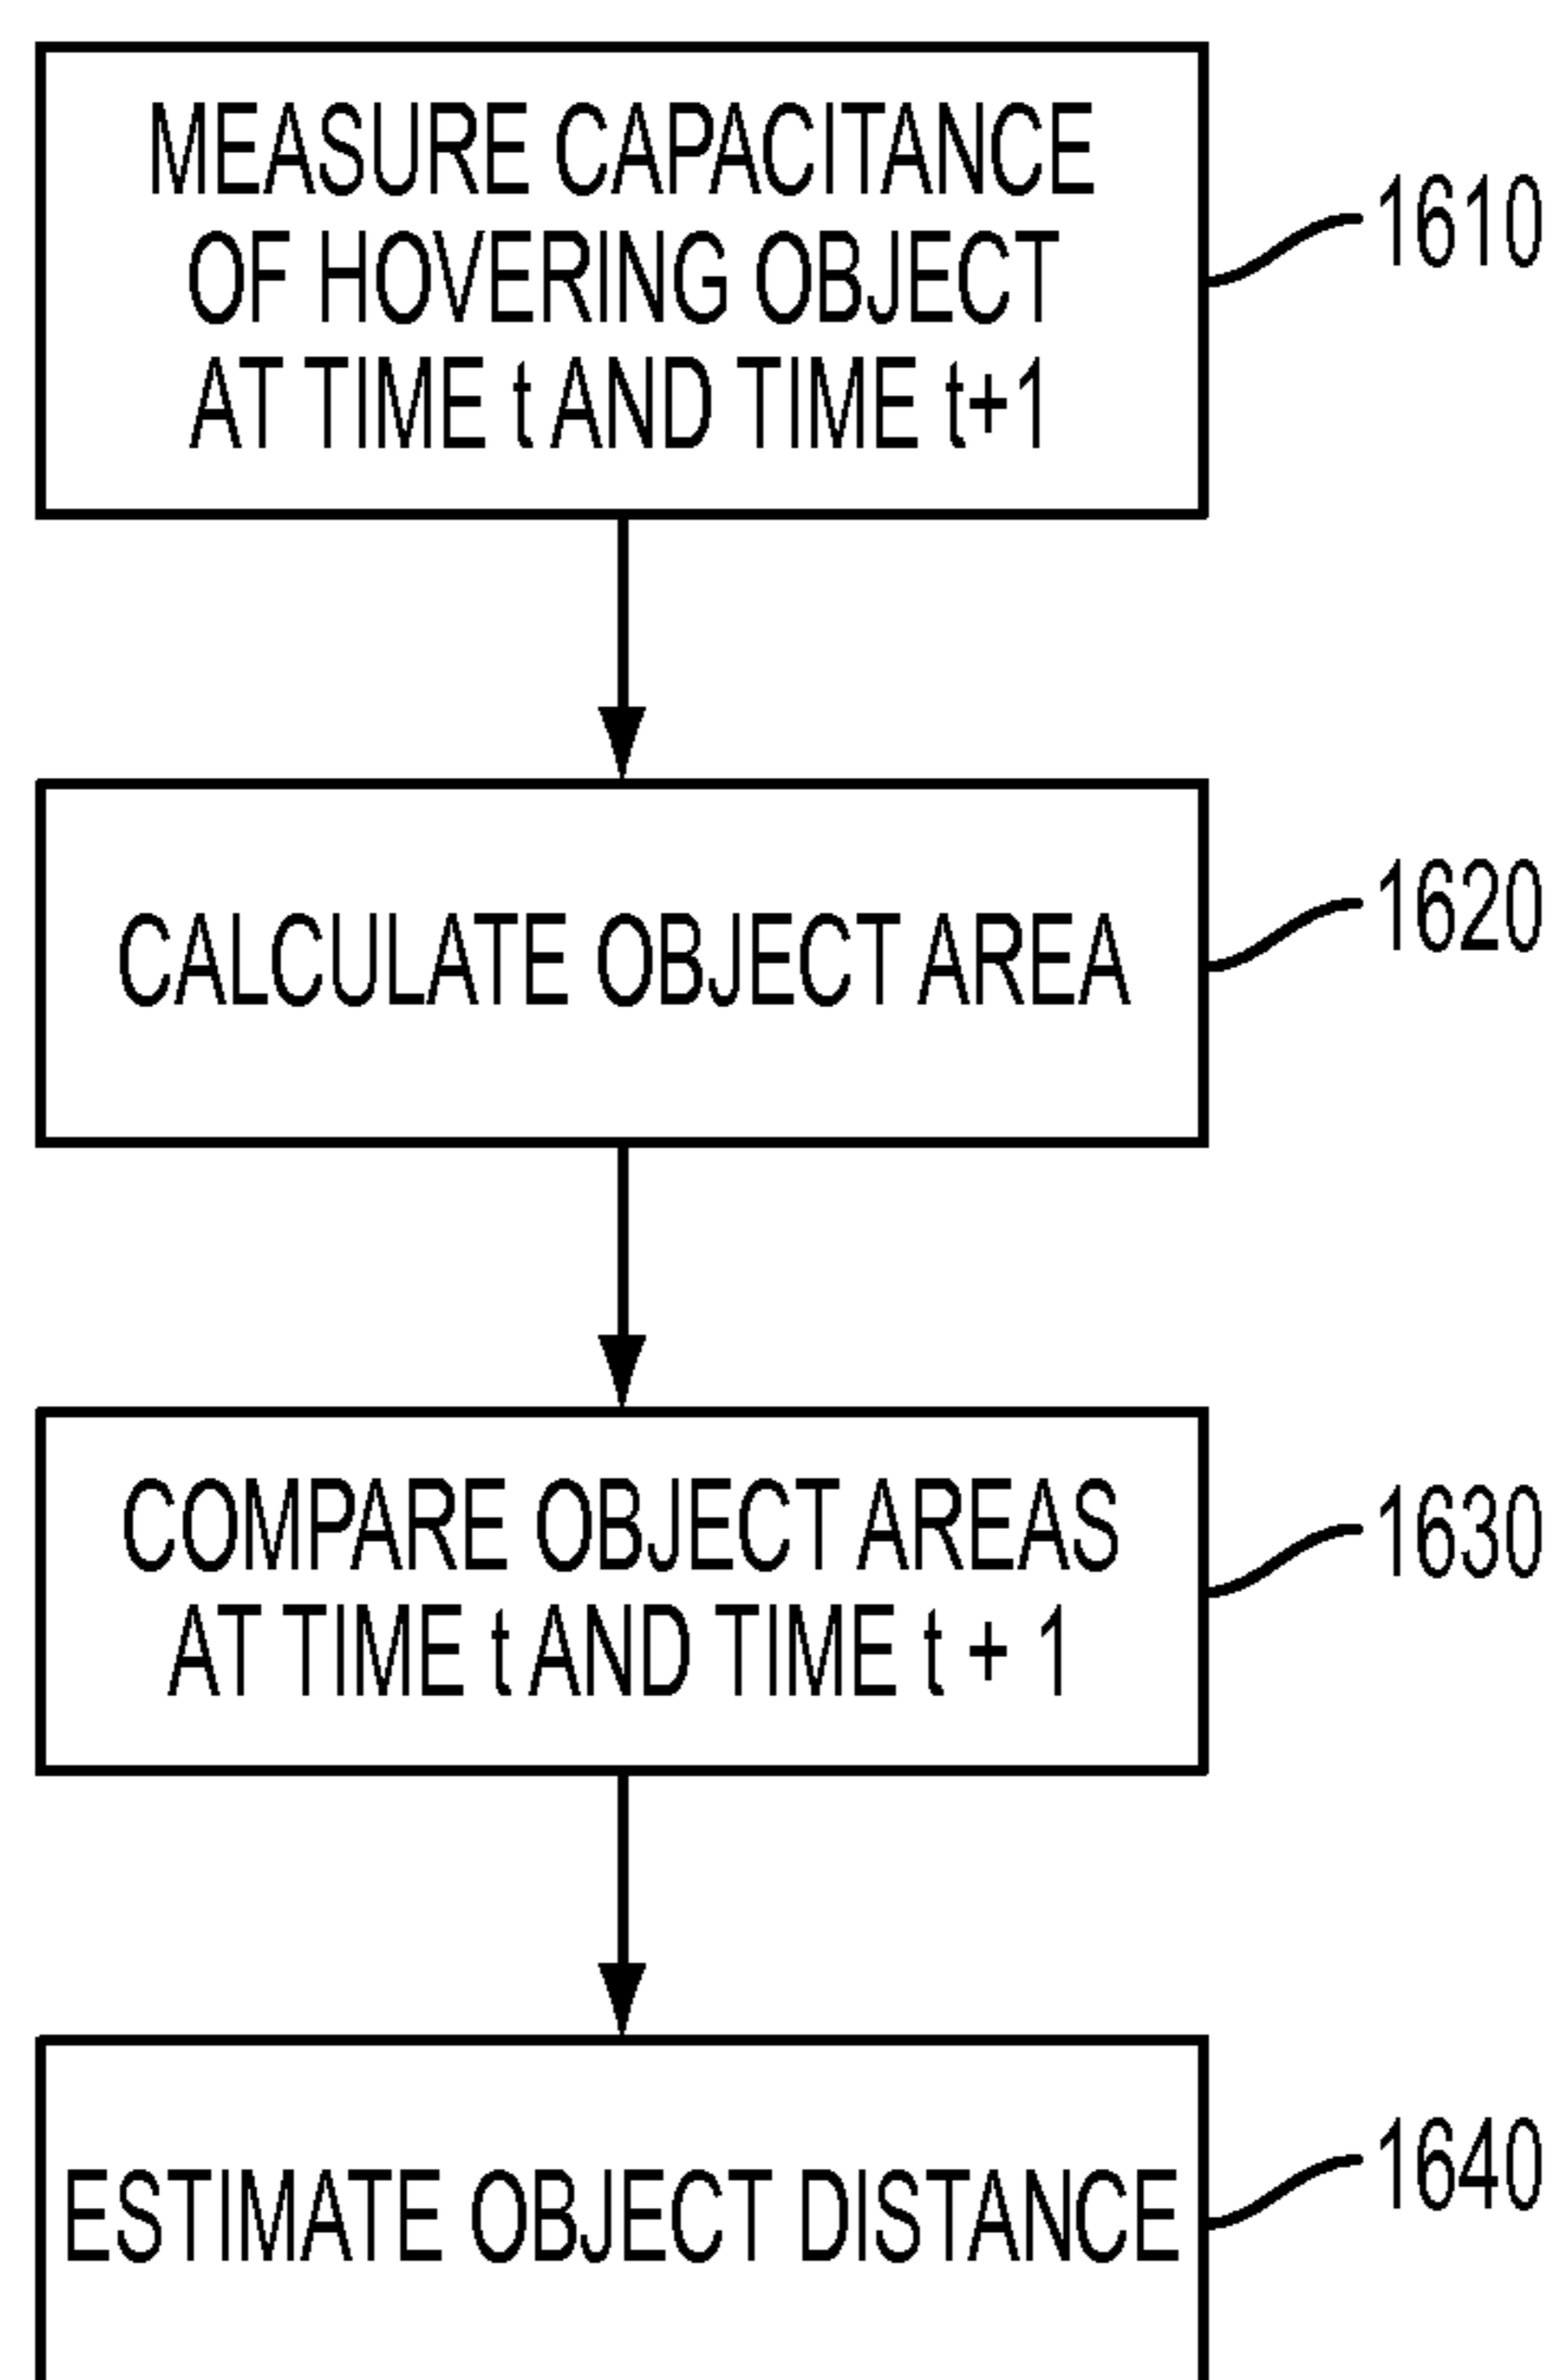 MEASURE CAPACITANCE
OF HOVERING OBJECT
AT TIME t AND TIME t+1
1610
CALCULATE OBJECT AREA
1620
COMPARE OBJECT AREAS
AT TIME t AND TIME t + 1
1630
ESTIMATE OBJECT DISTANCE
1640